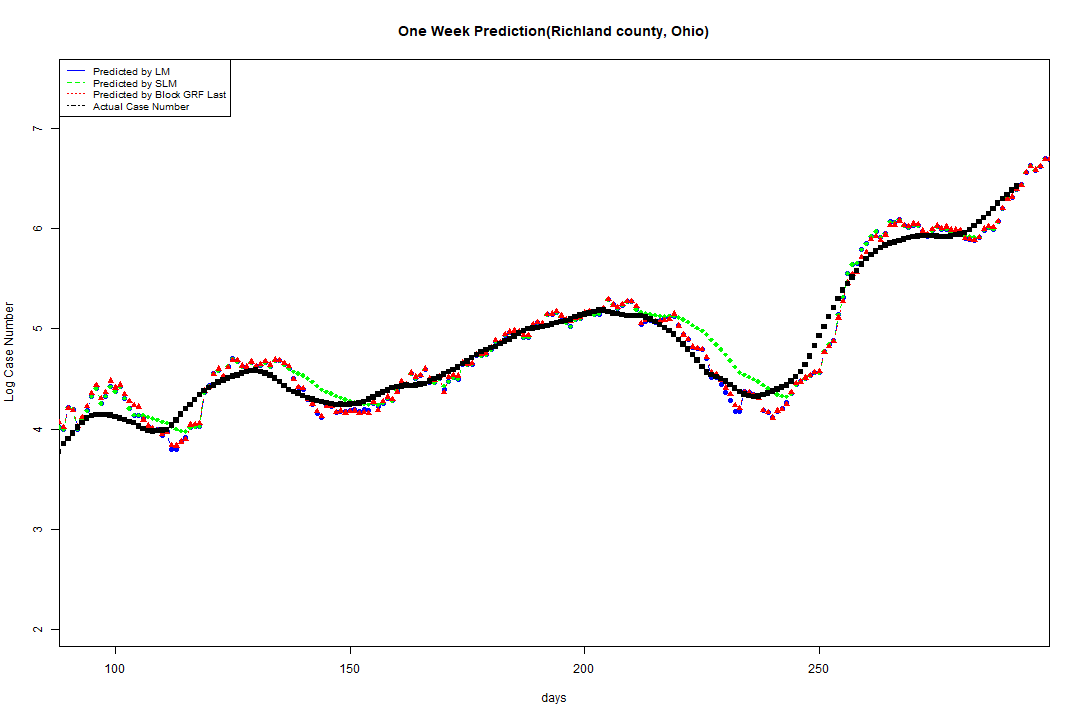 One Week Prediction(Richland county, Ohio)
Predicted by LM
Predicted by SLM
Predicted by Block GRF Last
Actual Case Number
Log Case Number
7
6
5
4
3
2
100 150 200 250
days